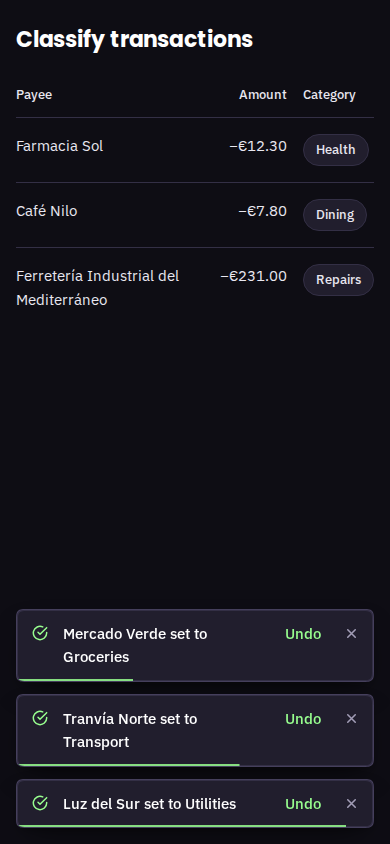 Classify transactions
Payee Amount Category
Farmacia Sol −€12.30 Health
Café Nilo −€7.80 Dining
Ferretería Industrial del −€231.00 Repairs
Mediterráneo
Mercado Verde set to Undo
Groceries
Tranvía Norte set to Undo
Transport
Luz del Sur set to Utilities Undo